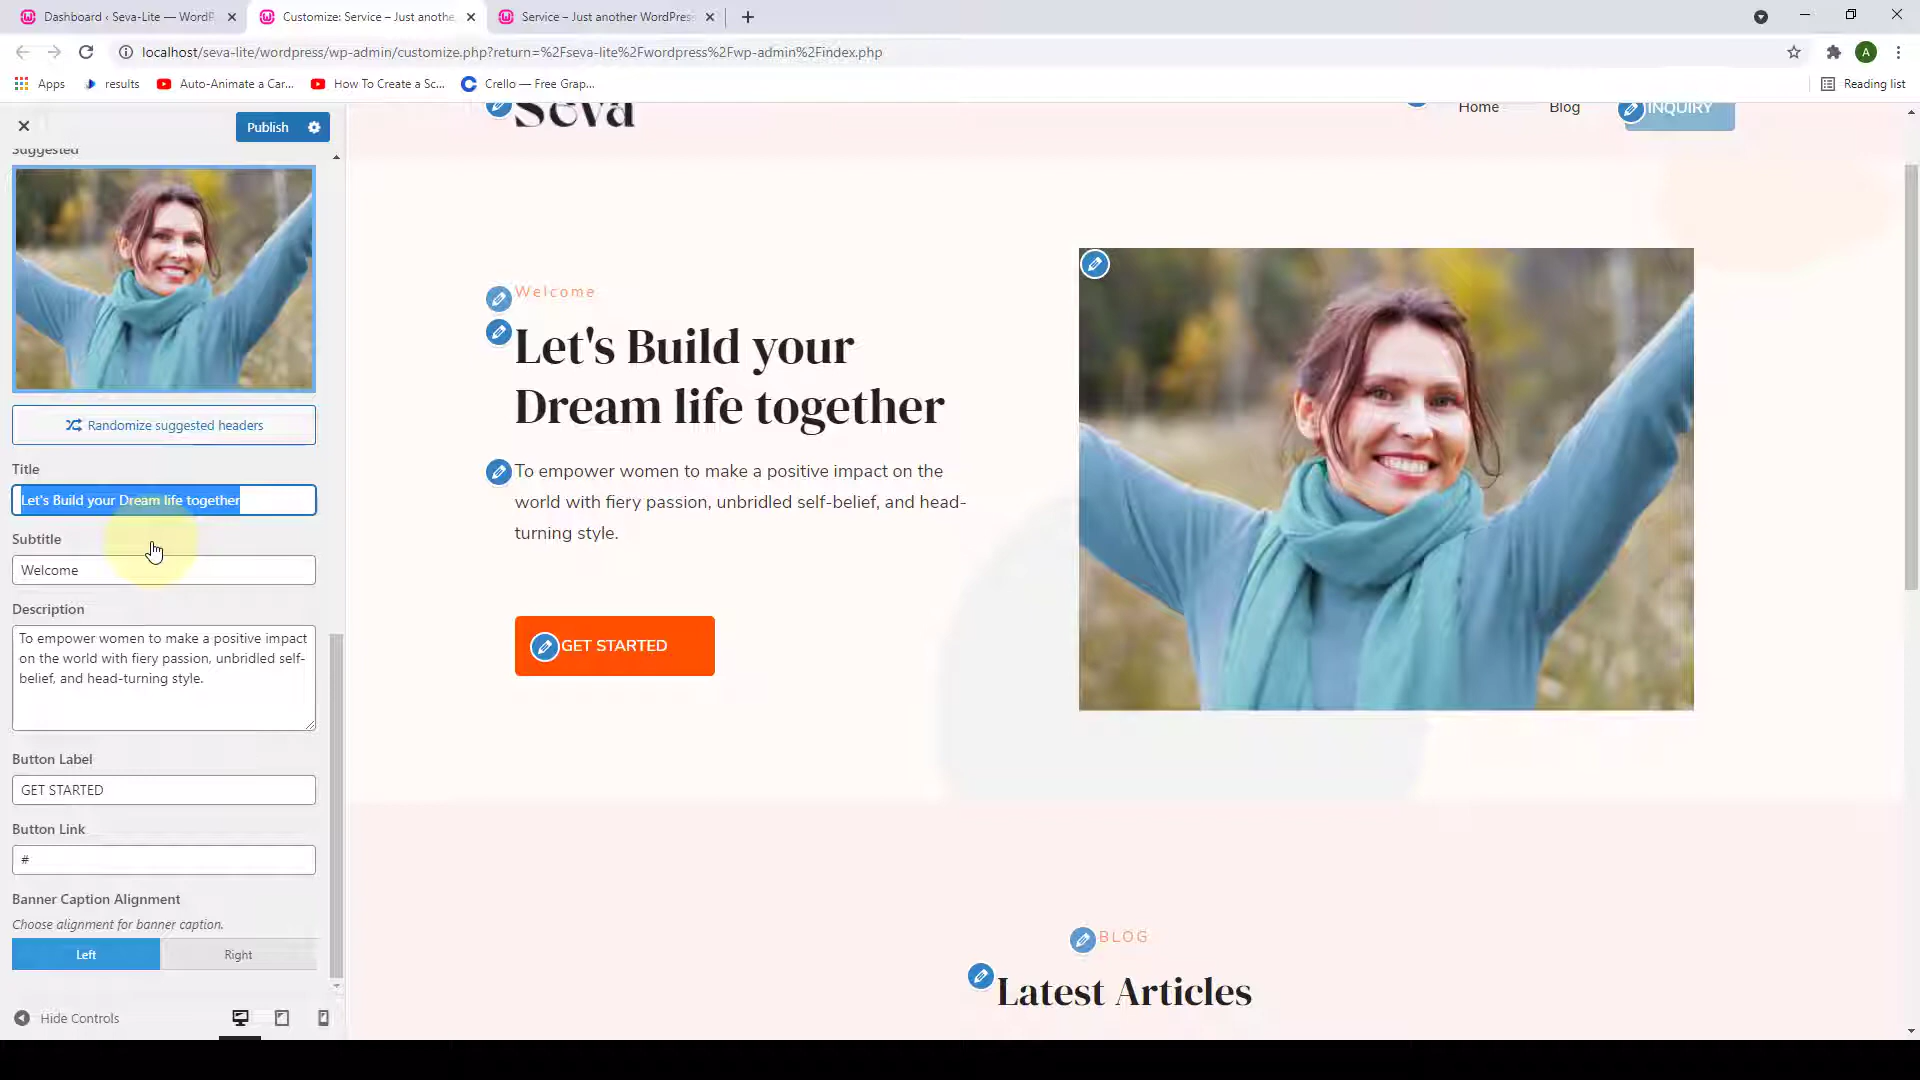 Dashboard ‹ Seva-Lite — WordP
Customize: Service – Just anothe
Service – Just another WordPress
localhost/seva-lite/wordpress/wp-admin/customize.php?return=%2Fseva-lite%2Fwordpress%2Fwp-admin%2Findex.php
A
Apps
results
Auto-Animate a Car...
How To Create a Sc...
Crello — Free Grap...
Reading list
Publish
Suggested
Randomize suggested headers
Title
Let's Build your Dream life together
Subtitle
Welcome
Description
To empower women to make a positive impact
on the world with fiery passion, unbridled self-
belief, and head-turning style.
Button Label
GET STARTED
Button Link
#
Banner Caption Alignment
Choose alignment for banner caption.
Left
Right
Hide Controls
Seva
Home
Blog
INQUIRY
Welcome
Let's Build your
Dream life together
To empower women to make a positive impact on the
world with fiery passion, unbridled self-belief, and head-
turning style.
GET STARTED
BLOG
Latest Articles